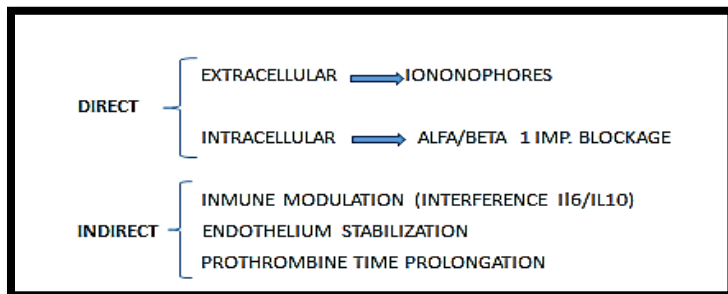 DIRECT
EXTRACELLULAR IONONOPHORES
INTRACELLULAR ALFA/BETA 1 IMP. BLOCKAGE
INDIRECT
INMUNE MODULATION (INTERFERENCE Il6/IL10)
ENDOTHELIUM STABILIZATION
PROTHROMBINE TIME PROLONGATION